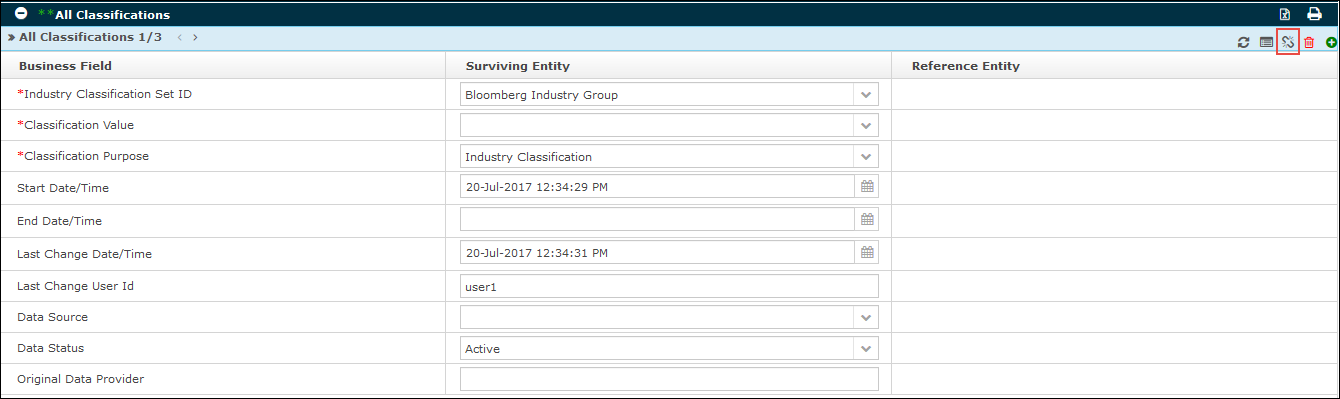 **All Classifications
» All Classifications 1/3 < >
Business Field Surviving Entity Reference Entity
*Industry Classification Set ID Bloomberg Industry Group
*Classification Value
*Classification Purpose Industry Classification
Start Date/Time 20-Jul-2017 12:34:29 PM
End Date/Time
Last Change Date/Time 20-Jul-2017 12:34:31 PM
Last Change User Id user1
Data Source
Data Status Active
Original Data Provider